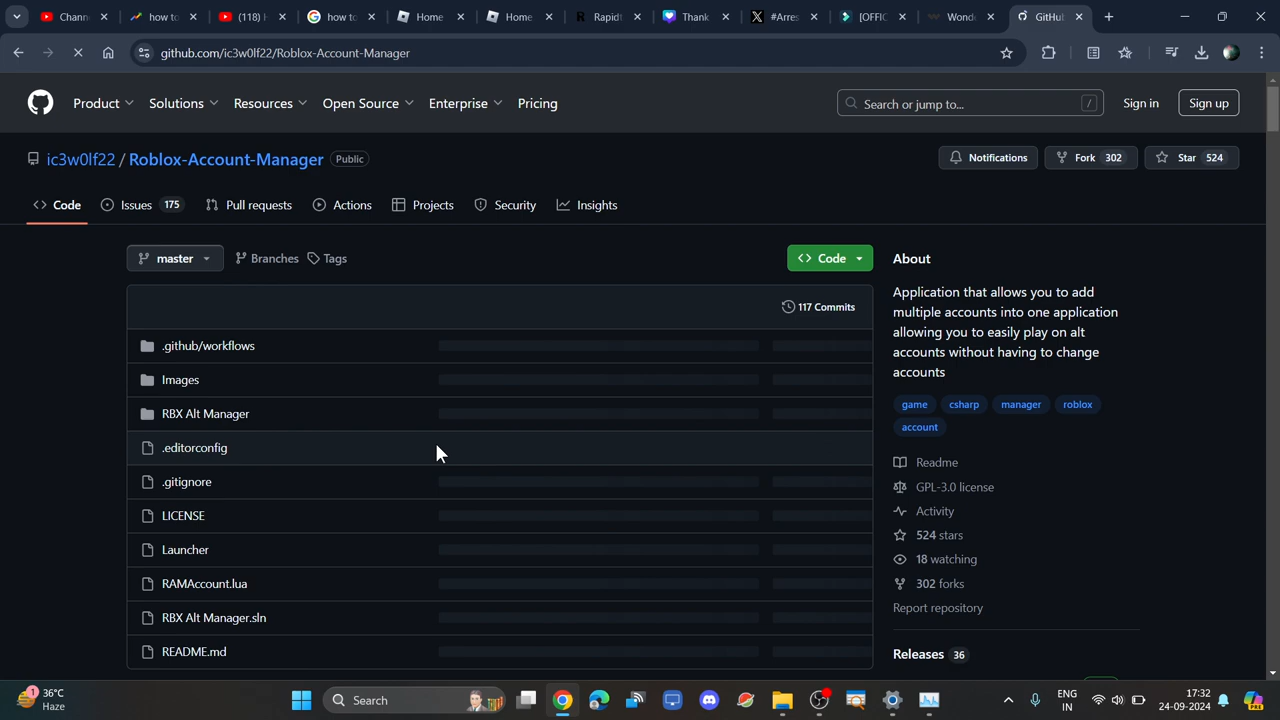 Chann
how to
(118) H
how to
Home
Home
Rapidt
Thank
#Arres
[OFFIC
Wond
GitHu
github.com/ic3w0lf22/Roblox-Account-Manager
Product Solutions Resources Open Source Enterprise Pricing
Search or jump to... /
Sign in
Sign up
ic3w0lf22 / Roblox-Account-Manager Public
Notifications
Fork 302
Star 524
Code
Issues 175
Pull requests
Actions
Projects
Security
Insights
master
Branches
Tags
Code
About
117 Commits
.github/workflows
Images
RBX Alt Manager
.editorconfig
.gitignore
LICENSE
Launcher
RAMAccount.lua
RBX Alt Manager.sln
README.md
Application that allows you to add
multiple accounts into one application
allowing you to easily play on alt
accounts without having to change
accounts
game csharp manager roblox
account
Readme
GPL-3.0 license
Activity
524 stars
18 watching
302 forks
Report repository
Releases 36
1
36°C
Haze
Search
ENG
IN
17:32
24-09-2024
PRE